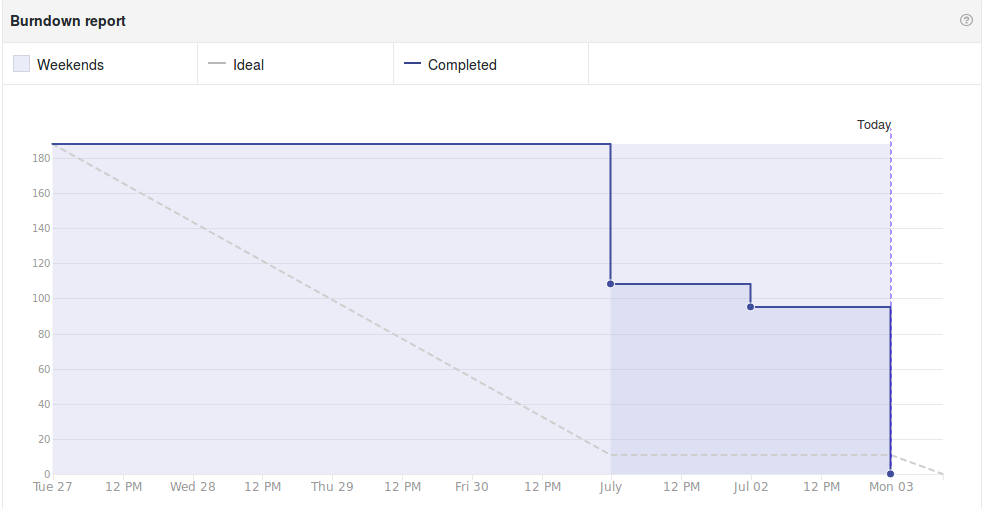 Burndown report
?
Weekends
Ideal
Completed
Today
180
160
140
120
100
80
60
40
20
0
Tue 27 12 PM Wed 28 12 PM Thu 29 12 PM Fri 30 12 PM July 12 PM Jul 02 12 PM Mon 03